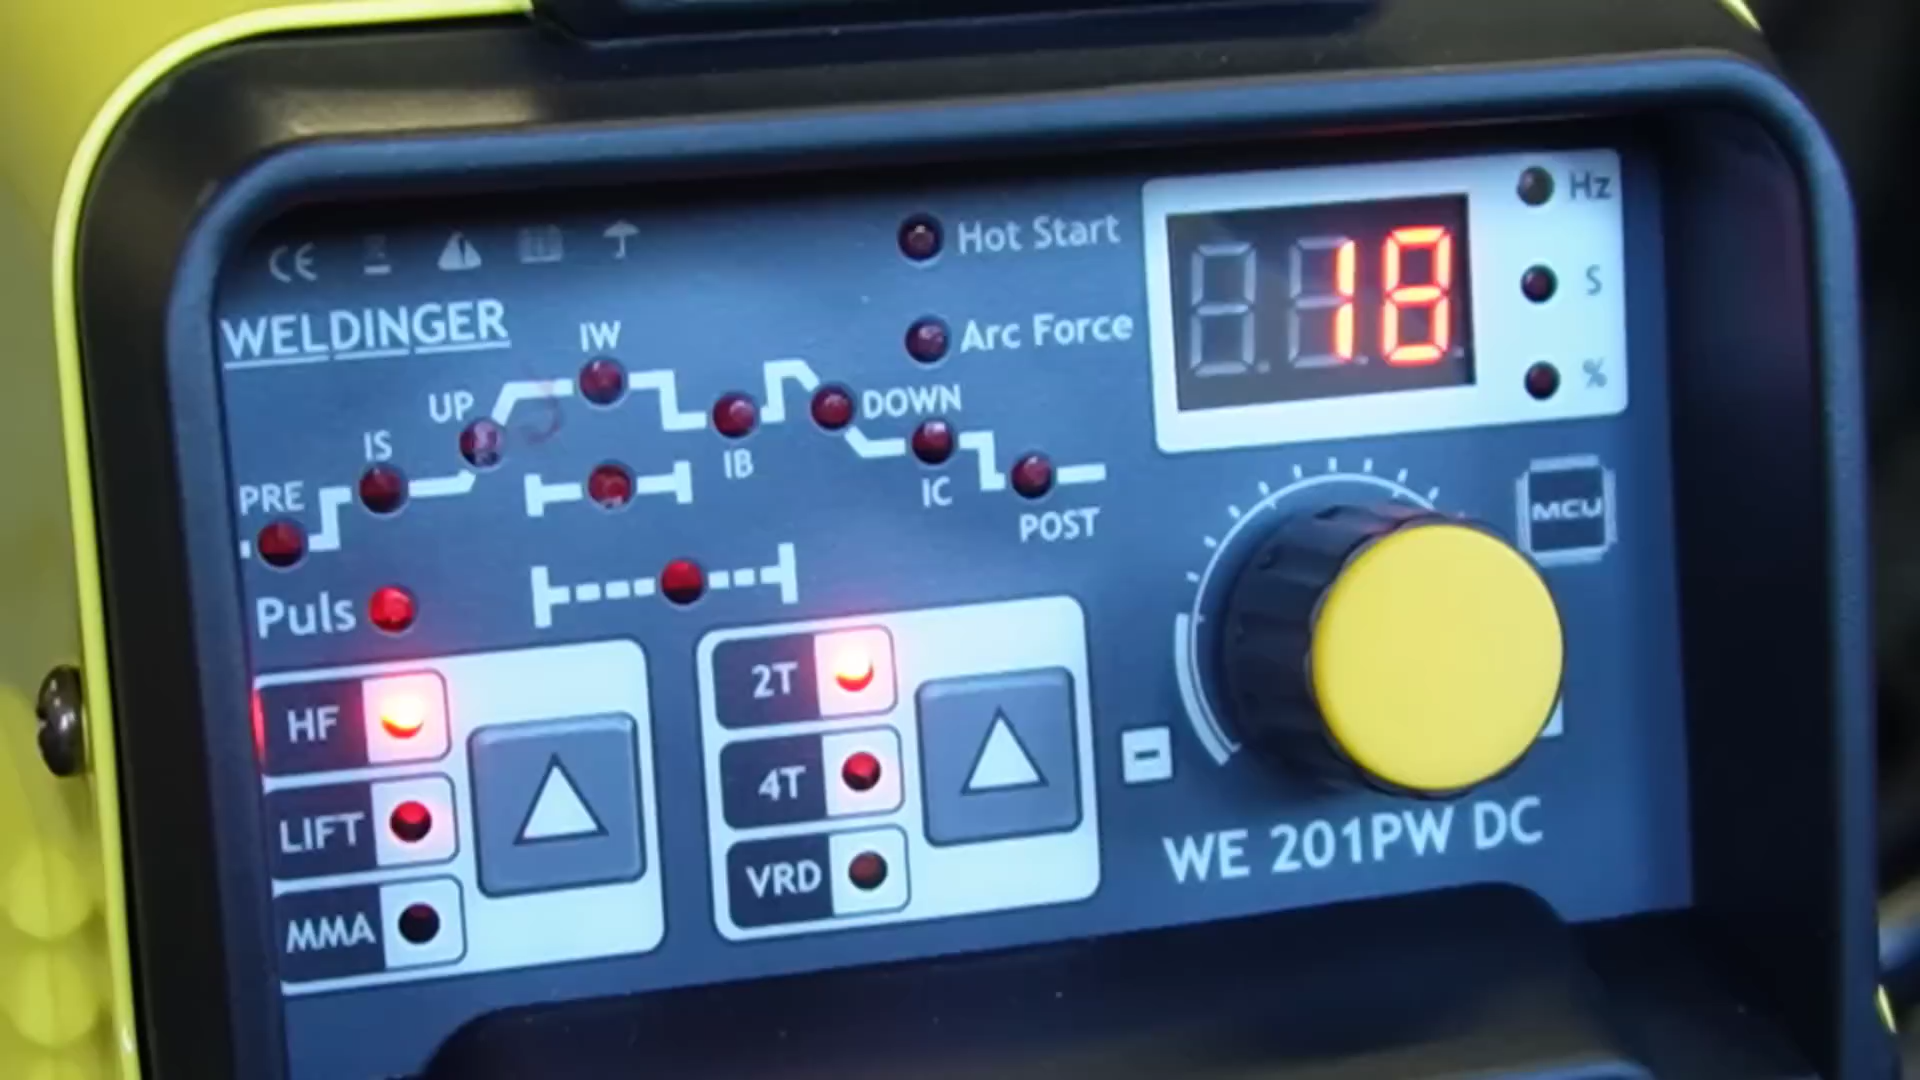 Hz
CE
Hot Start
18
S
WELDINGER
IW
Arc Force
%
UP
DOWN
IS
IB
PRE
IC
MCU
POST
Puls
2T
HF
4T
-
LIFT
WE 201PW DC
VRD
MMA